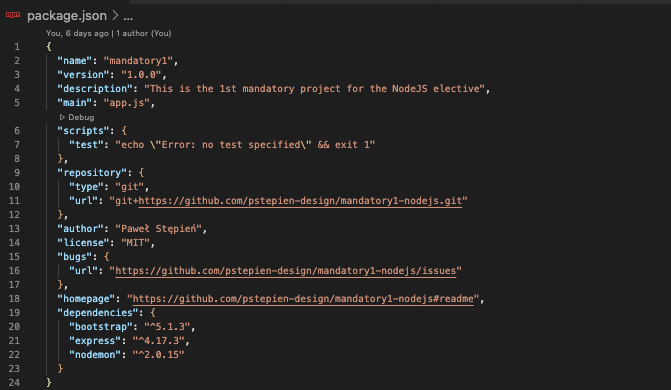 package.json > ...
You, 6 days ago | 1 author (You)
1 {
2 "name": "mandatory1",
3 "version": "1.0.0",
4 "description": "This is the 1st mandatory project for the NodeJS elective",
5 "main": "app.js",
▷ Debug
6 "scripts": {
7 "test": "echo \"Error: no test specified\" && exit 1"
8 },
9 "repository": {
10 "type": "git",
11 "url": "git+https://github.com/pstepien-design/mandatory1-nodejs.git"
12 },
13 "author": "Paweł Stępień",
14 "license": "MIT",
15 "bugs": {
16 "url": "https://github.com/pstepien-design/mandatory1-nodejs/issues"
17 },
18 "homepage": "https://github.com/pstepien-design/mandatory1-nodejs#readme",
19 "dependencies": {
20 "bootstrap": "^5.1.3",
21 "express": "^4.17.3",
22 "nodemon": "^2.0.15"
23 }
24 }